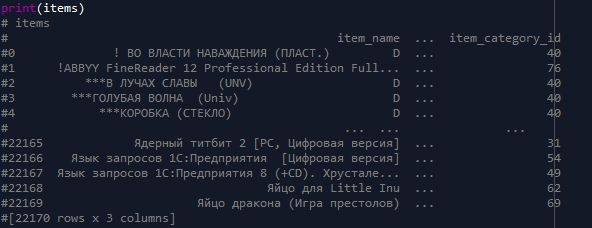 print(items)
# items
# item_name ... item_category_id
#0 ! ВО ВЛАСТИ НАВАЖДЕНИЯ (ПЛАСТ.) D ... 40
#1 !ABBYY FineReader 12 Professional Edition Full... ... 76
#2 ***В ЛУЧАХ СЛАВЫ (UNV) D ... 40
#3 ***ГОЛУБАЯ ВОЛНА (Univ) D ... 40
#4 ***КОРОБКА (СТЕКЛО) D ... 40
# ... ... ...
#22165 Ядерный титбит 2 [PC, Цифровая версия] ... 31
#22166 Язык запросов 1С:Предприятия [Цифровая версия] ... 54
#22167 Язык запросов 1С:Предприятия 8 (+CD). Хрустале... ... 49
#22168 Яйцо для Little Inu ... 62
#22169 Яйцо дракона (Игра престолов) ... 69
#[22170 rows x 3 columns]